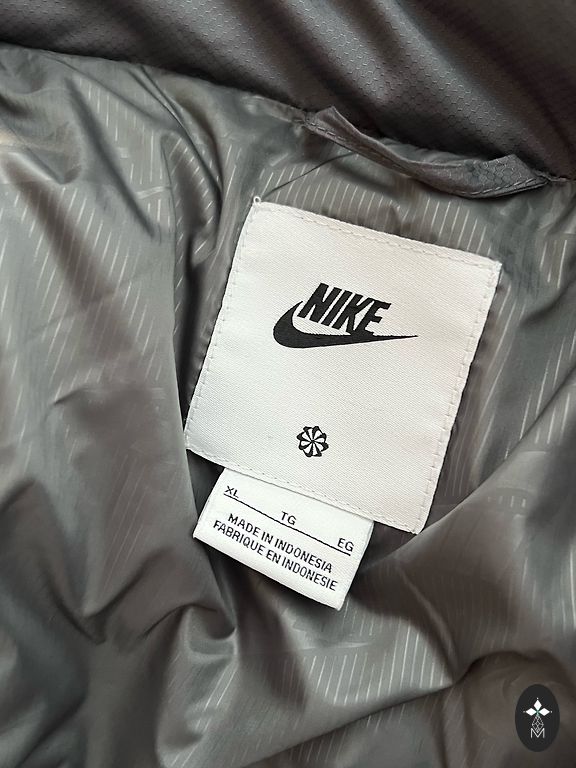 NIKE
XL TG EG
MADE IN INDONESIA
FABRIQUE EN INDONESIE
M